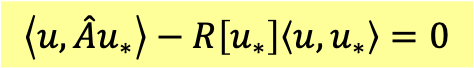 ⟨u, Âu∗⟩ − R[u∗]⟨u, u∗⟩ = 0